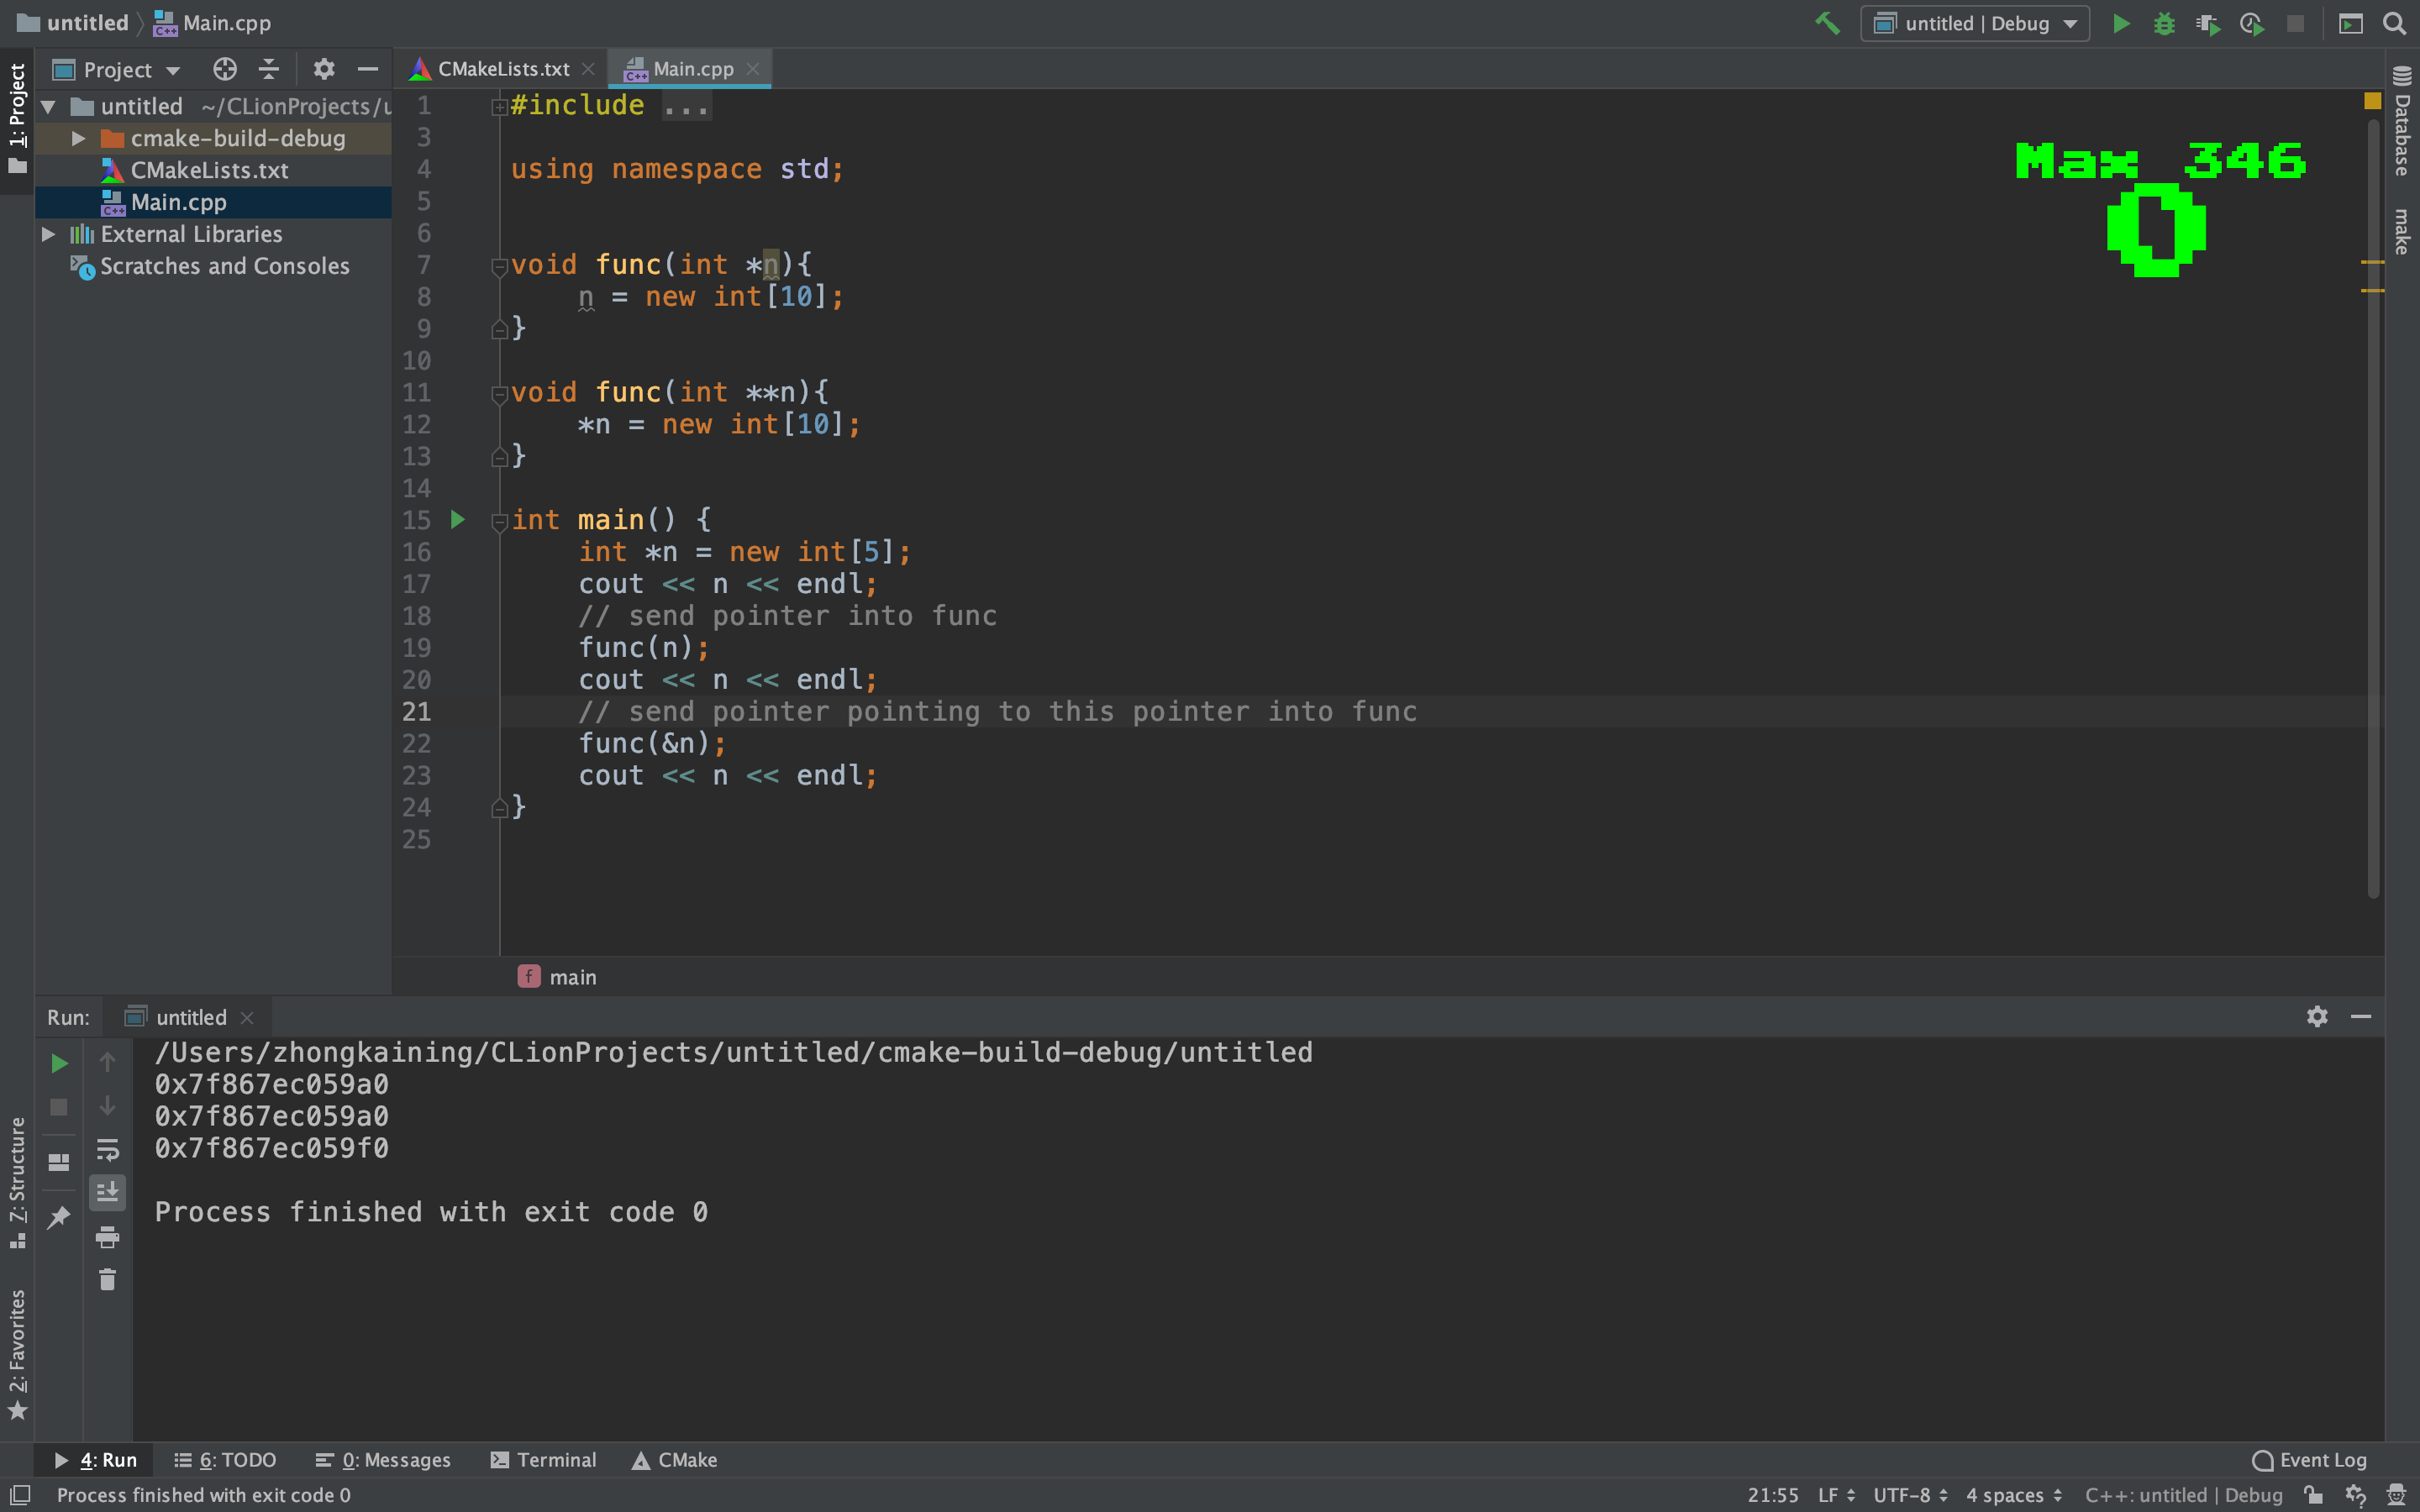 untitled Main.cpp
untitled | Debug
1: Project
Project
CMakeLists.txt
Main.cpp
untitled ~/CLionProjects/u
cmake-build-debug
CMakeLists.txt
Main.cpp
External Libraries
Scratches and Consoles
1 #include ...
3
4 using namespace std;
5
6
7 void func(int *n){
8 n = new int[10];
9 }
10
11 void func(int **n){
12 *n = new int[10];
13 }
14
15 int main() {
16 int *n = new int[5];
17 cout << n << endl;
18 // send pointer into func
19 func(n);
20 cout << n << endl;
21 // send pointer pointing to this pointer into func
22 func(&n);
23 cout << n << endl;
24 }
25
Max 346
0
Database
make
f main
Run: untitled
/Users/zhongkaining/CLionProjects/untitled/cmake-build-debug/untitled
0x7f867ec059a0
0x7f867ec059a0
0x7f867ec059f0
Process finished with exit code 0
7: Structure
2: Favorites
4: Run 6: TODO 0: Messages Terminal CMake Event Log
Process finished with exit code 0 21:55 LF UTF-8 4 spaces C++: untitled | Debug